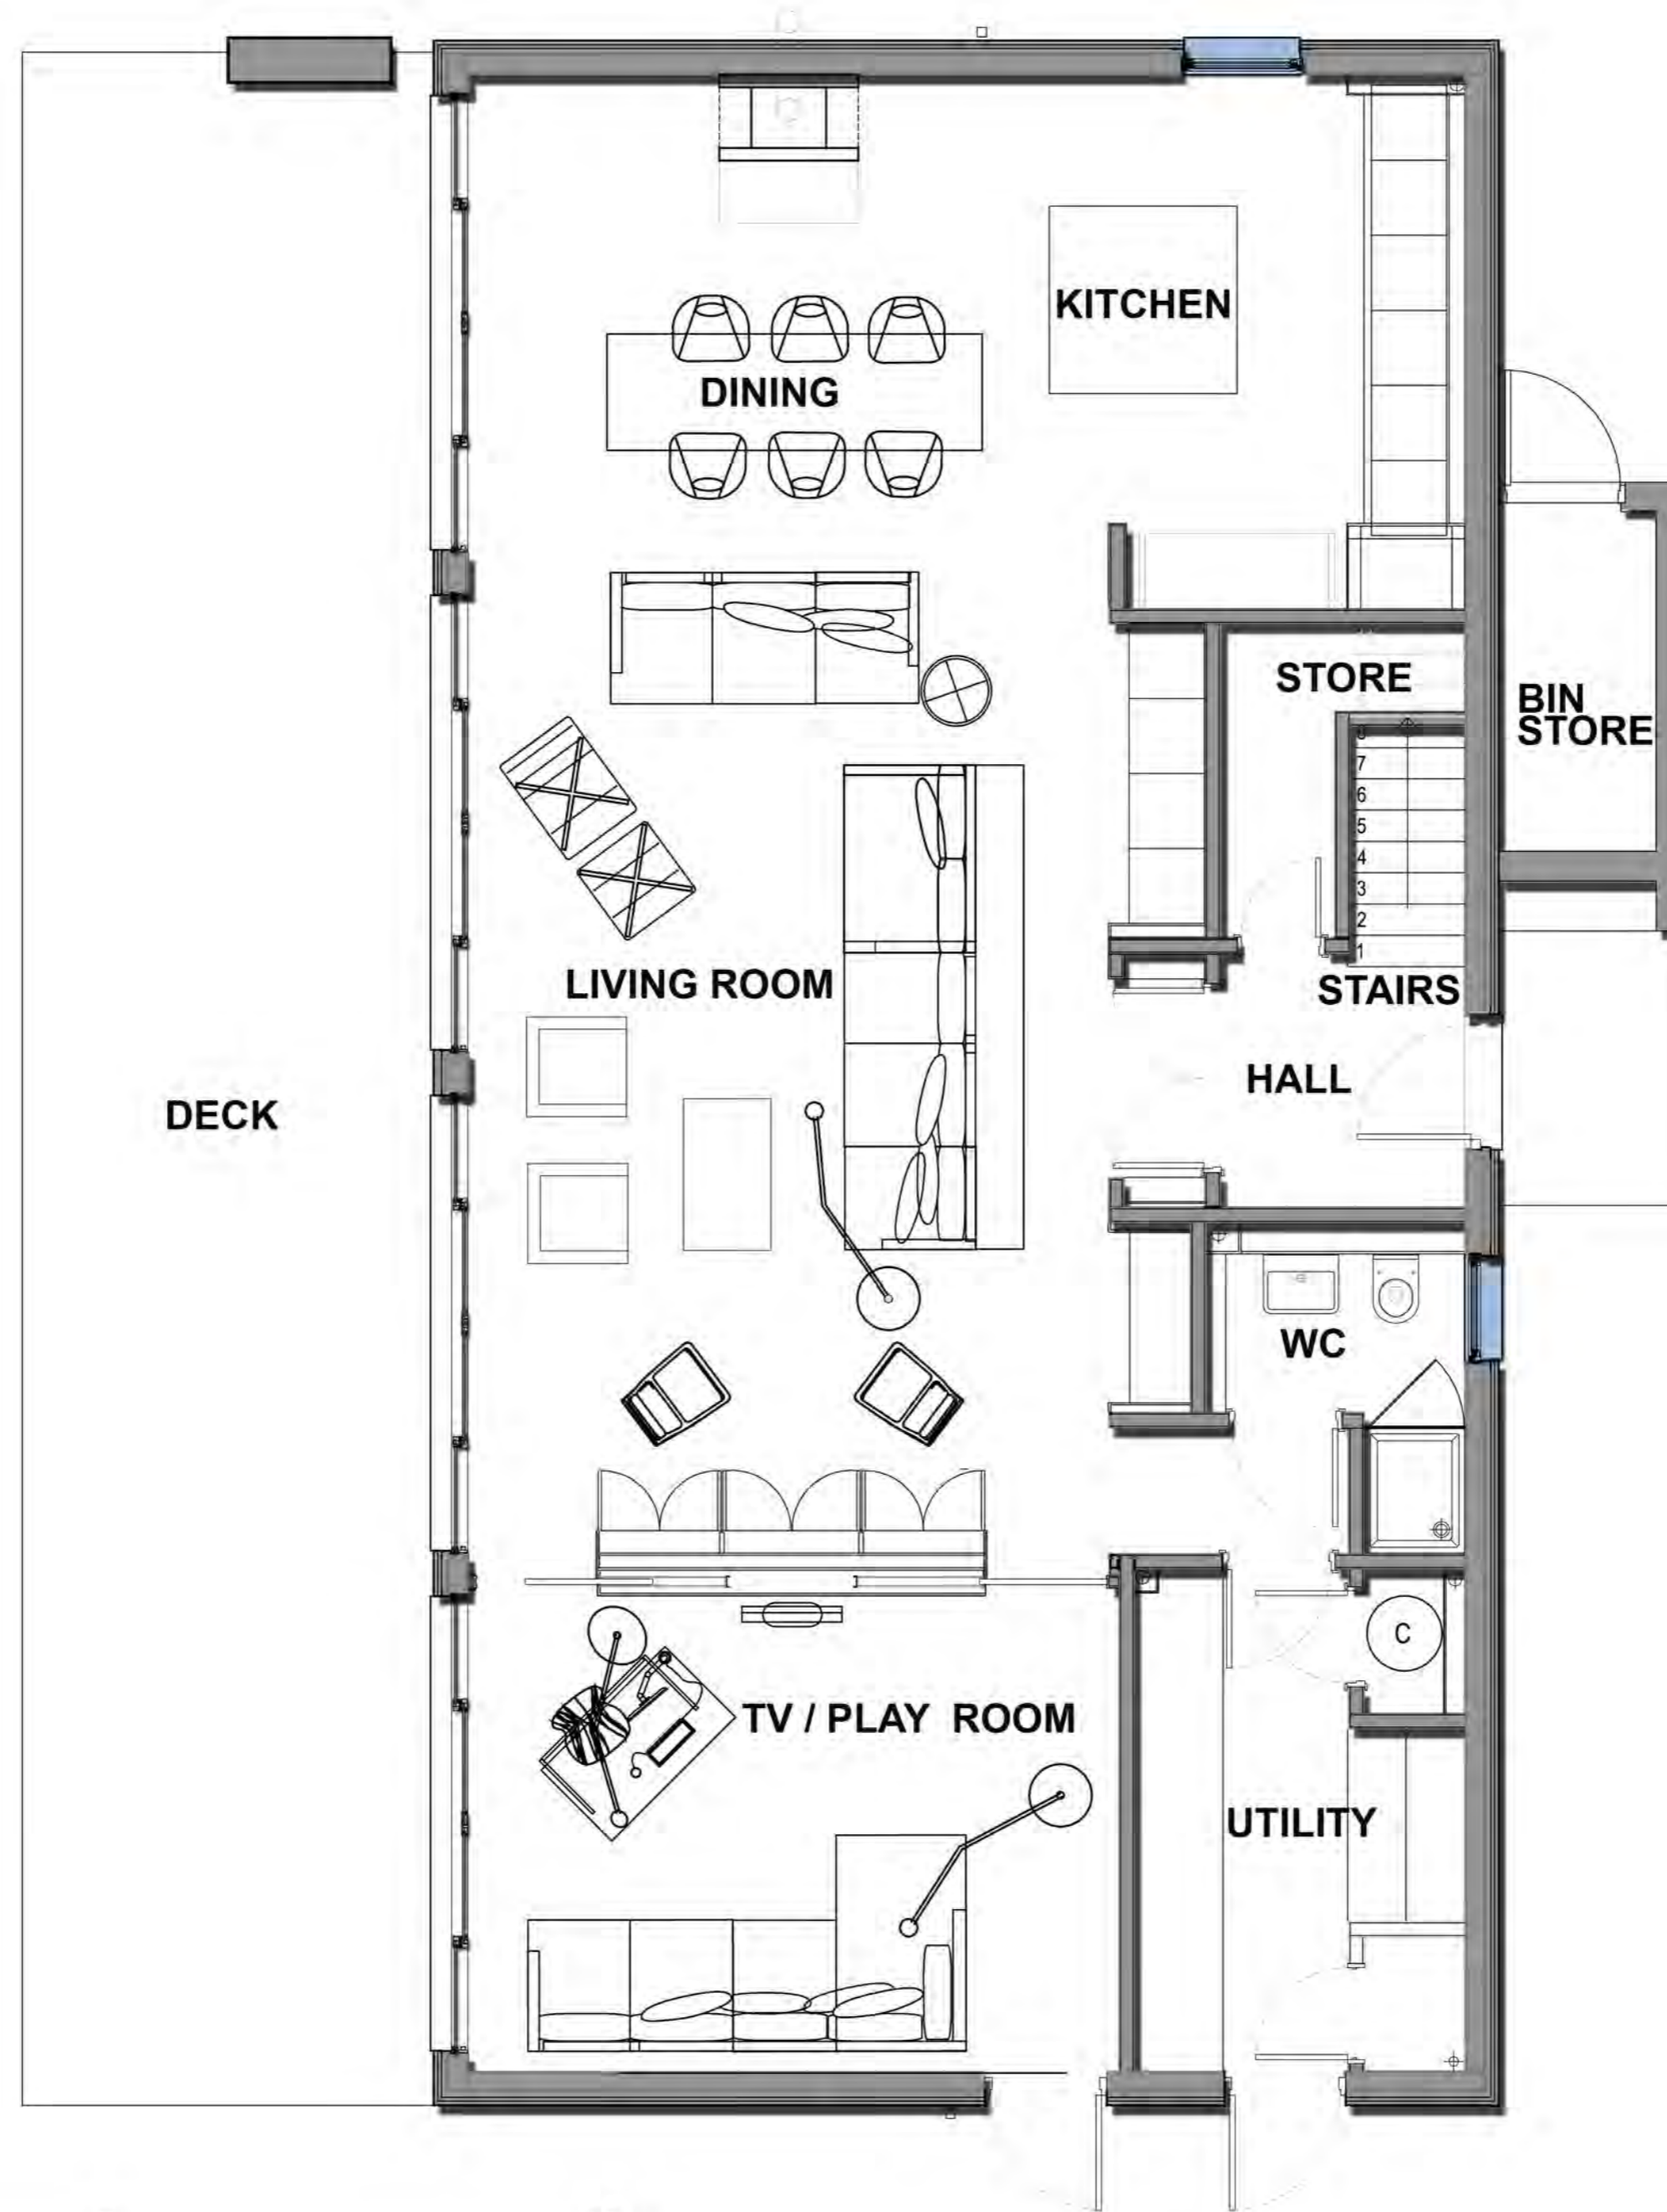 KITCHEN
DINING
STORE
BIN
STORE
8
7
6
5
4
3
2
1
LIVING ROOM
STAIRS
HALL
DECK
WC
C
TV / PLAY ROOM
UTILITY